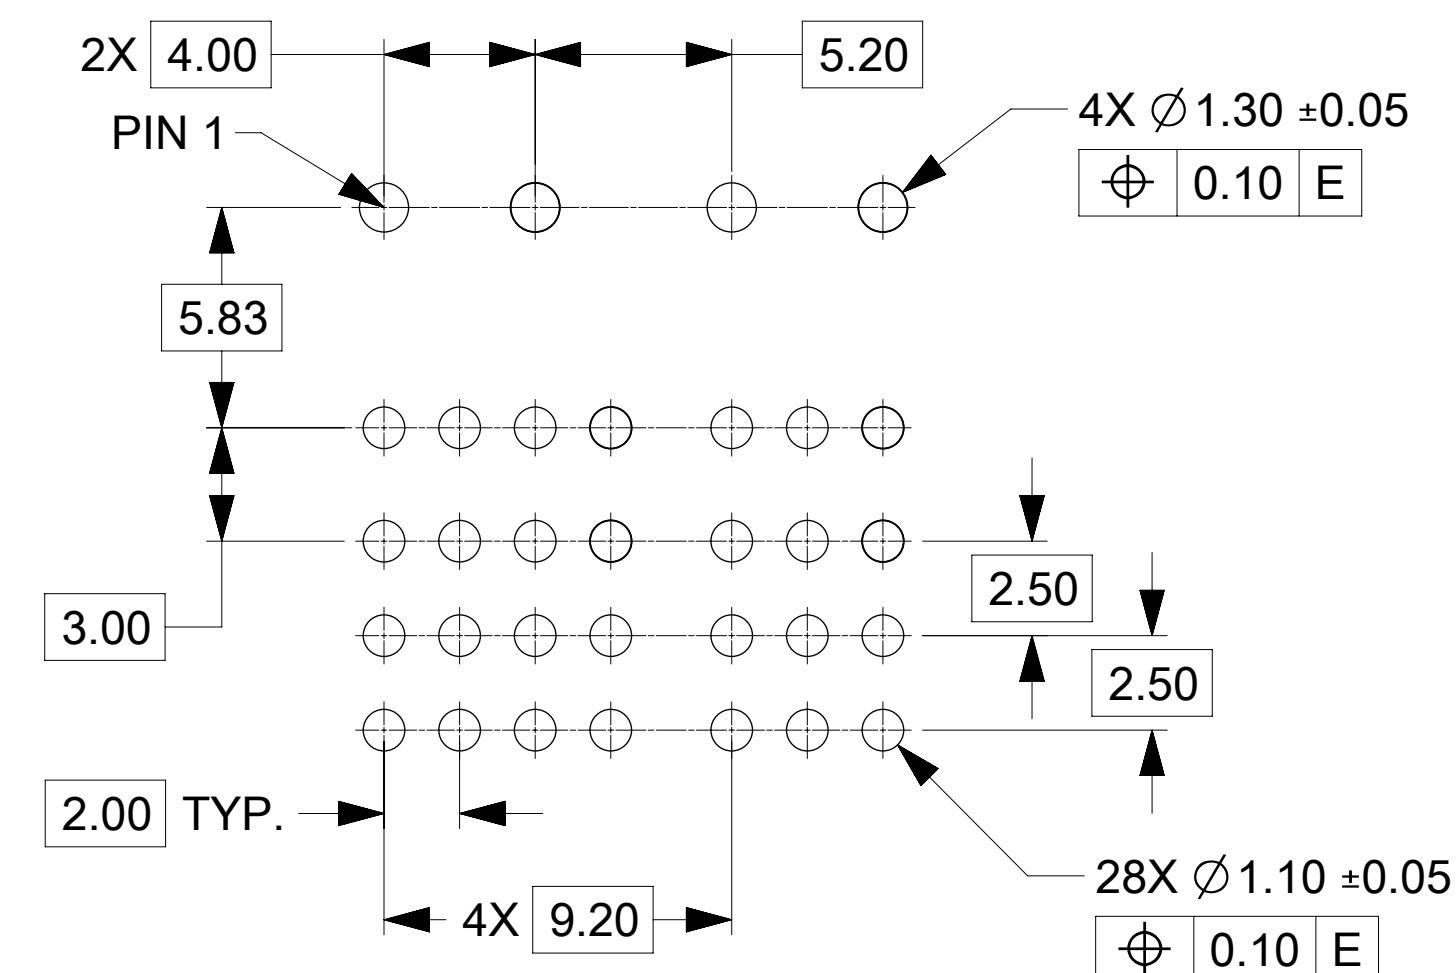 2X 4.00
5.20
PIN 1
4X ∅ 1.30 ±0.05
⌖ 0.10 E
5.83
3.00
2.50
2.50
2.00 TYP.
4X 9.20
28X ∅ 1.10 ±0.05
⌖ 0.10 E